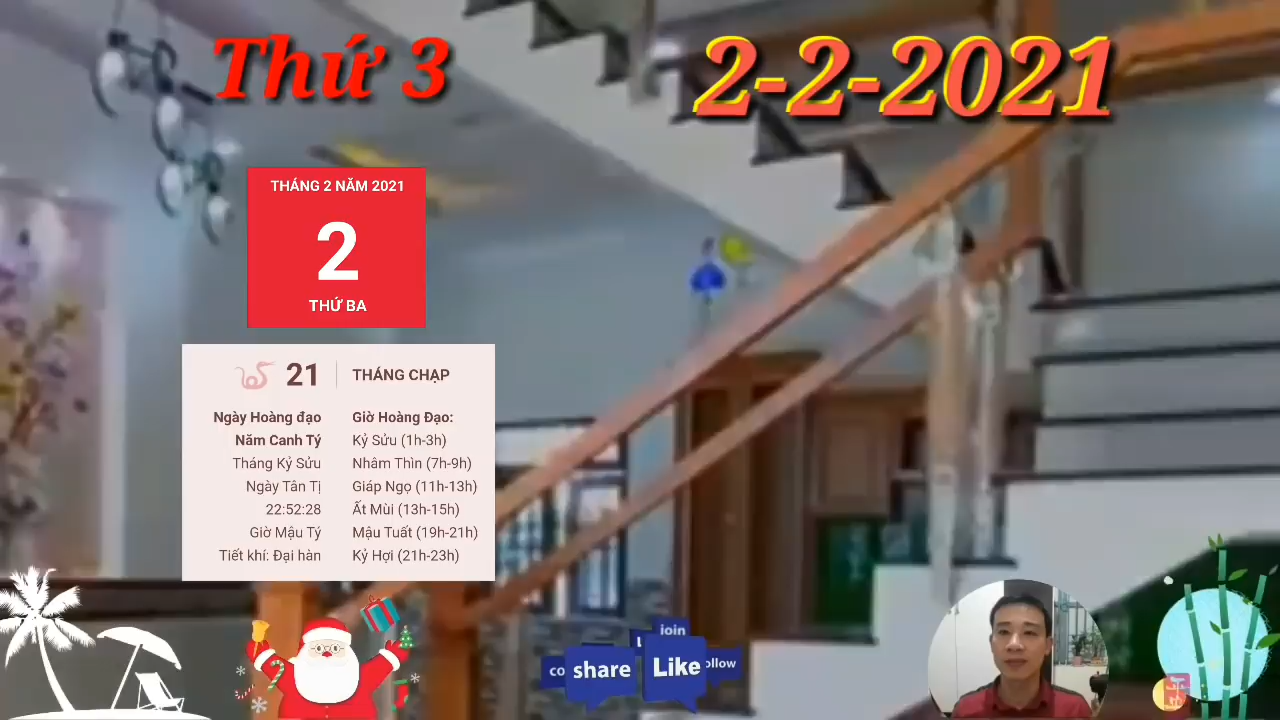 Thứ 3
2-2-2021
THÁNG 2 NĂM 2021
2
THỨ BA
21
THÁNG CHẠP
Ngày Hoàng đạo
Năm Canh Tý
Tháng Kỷ Sửu
Ngày Tân Tị
22:52:28
Giờ Mậu Tý
Tiết khí: Đại hàn
Giờ Hoàng Đạo:
Kỷ Sửu (1h-3h)
Nhâm Thìn (7h-9h)
Giáp Ngọ (11h-13h)
Ất Mùi (13h-15h)
Mậu Tuất (19h-21h)
Kỷ Hợi (21h-23h)
join
share
Like